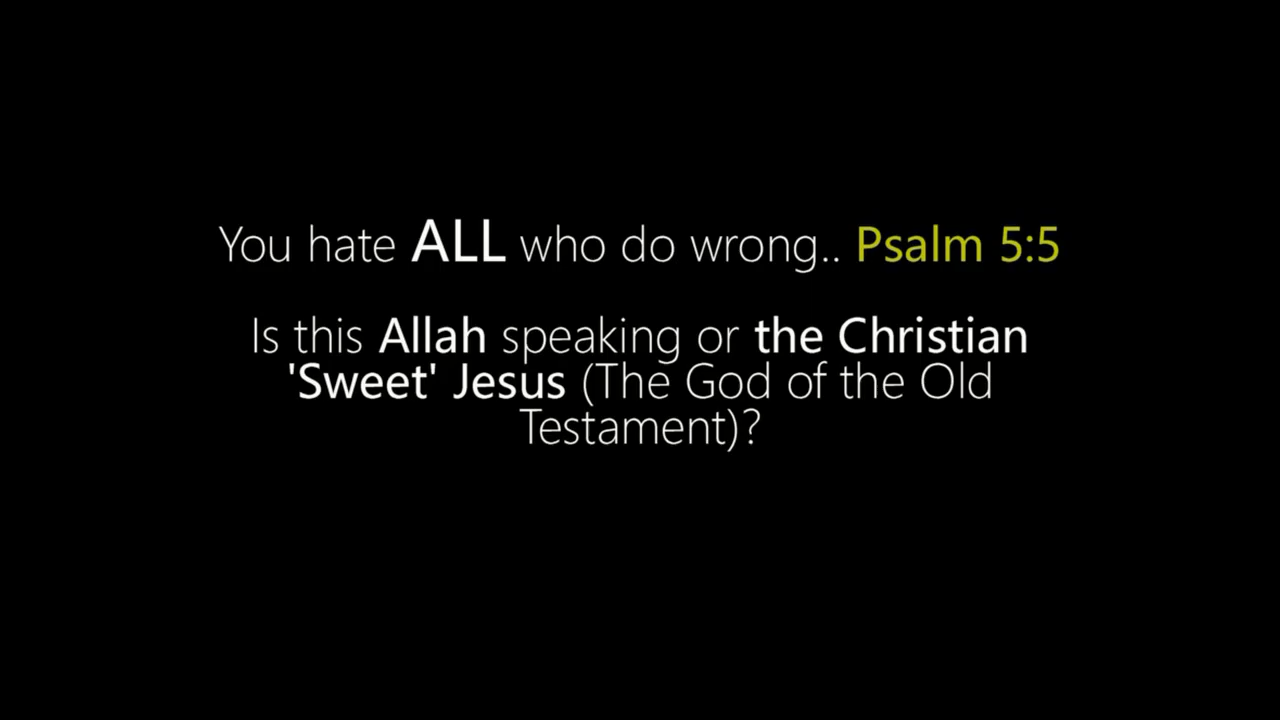 You hate ALL who do wrong.. Psalm 5:5
Is this Allah speaking or the Christian
'Sweet' Jesus (The God of the Old
Testament)?